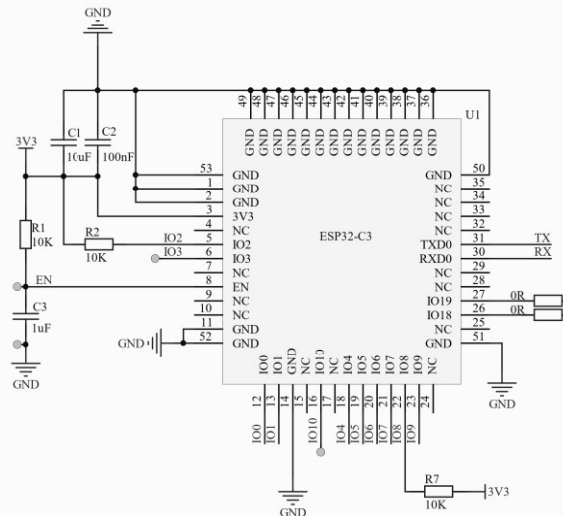 GND
49 48 47 46 45 44 43 42 41 40 39 38 37 36
U1
GND GND GND GND GND GND GND GND GND GND GND GND GND GND
C1
10uF
C2
100nF
3V3
R1
10K
R2
10K
EN
C3
1uF
GND
IO2
IO3
GND
53 GND
1 GND
2 GND
3 3V3
4 NC
5 IO2
6 IO3
7 NC
8 EN
9 NC
10 NC
11 GND
52 GND
ESP32-C3
GND 50
NC 35
NC 34
NC 33
NC 32
TXD0 31 TX
RXD0 30 RX
NC 29
NC 28
IO19 27 0R
IO18 26 0R
NC 25
GND 51
GND
IO0 IO1 GND NC IO10 NC IO4 IO5 IO6 IO7 IO8 IO9 NC
12 13 14 15 16 17 18 19 20 21 22 23 24
IO0 IO1 IO10 IO4 IO5 IO6 IO7 IO8 IO9
GND
R7
10K
3V3